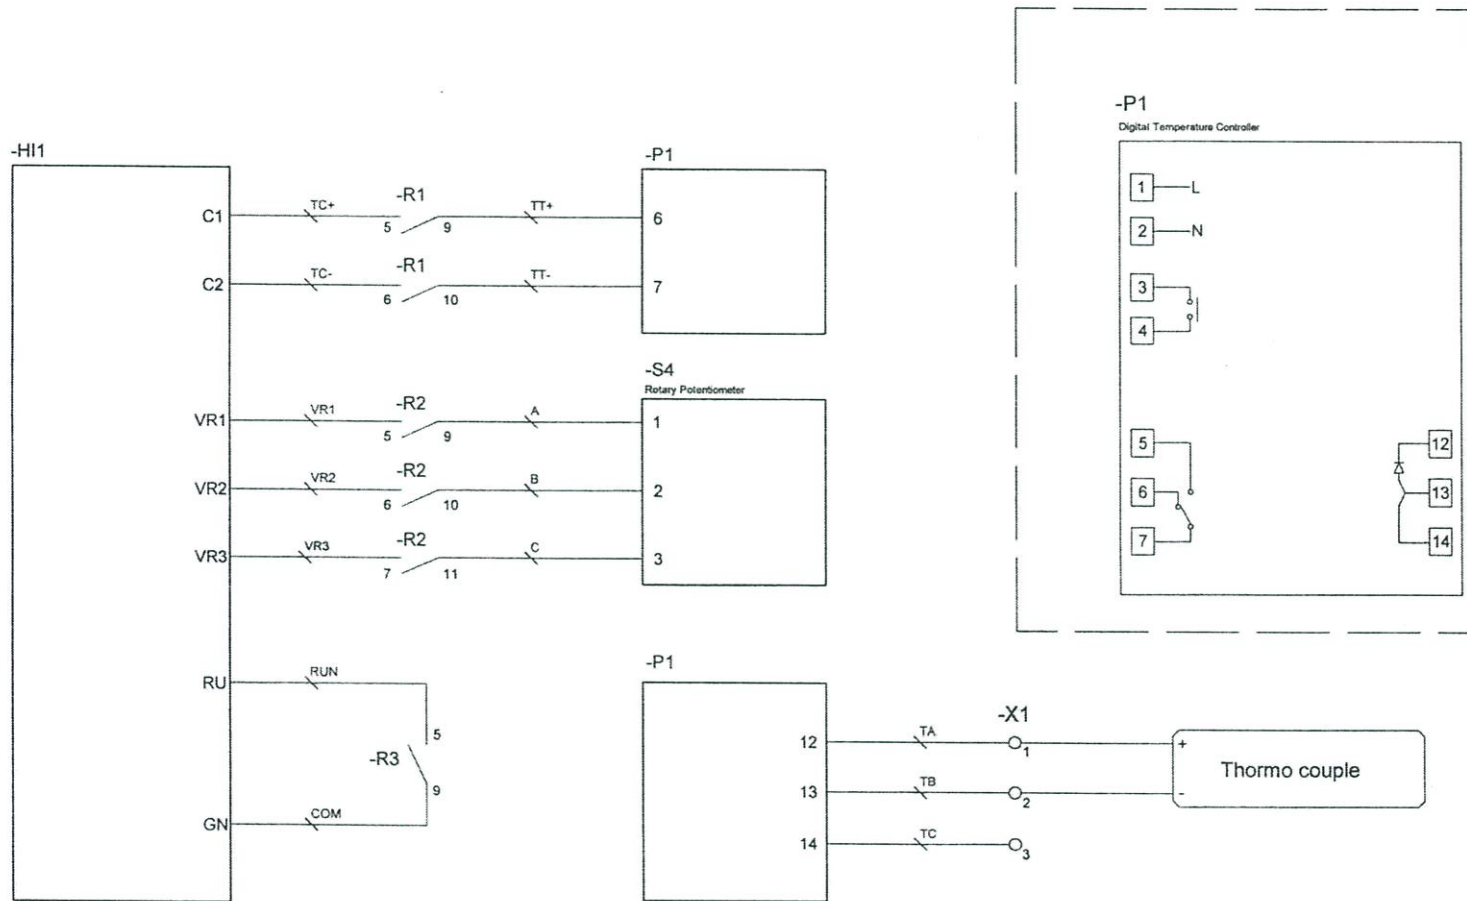 -HI1
C1
TC+
-R1
5
9
TT+
-P1
6
C2
TC-
-R1
6
10
TT-
7
VR1
VR1
-R2
5
9
A
-S4
Rotary Potentiometer
1
VR2
VR2
-R2
6
10
B
2
VR3
VR3
-R2
7
11
C
3
RU
RUN
5
-R3
9
GN
COM
-P1
12
TA
-X1
1
+
Thormo couple
13
TB
2
-
14
TC
3
-P1
Digital Temperature Controller
1
L
2
N
3
4
5
6
7
12
13
14